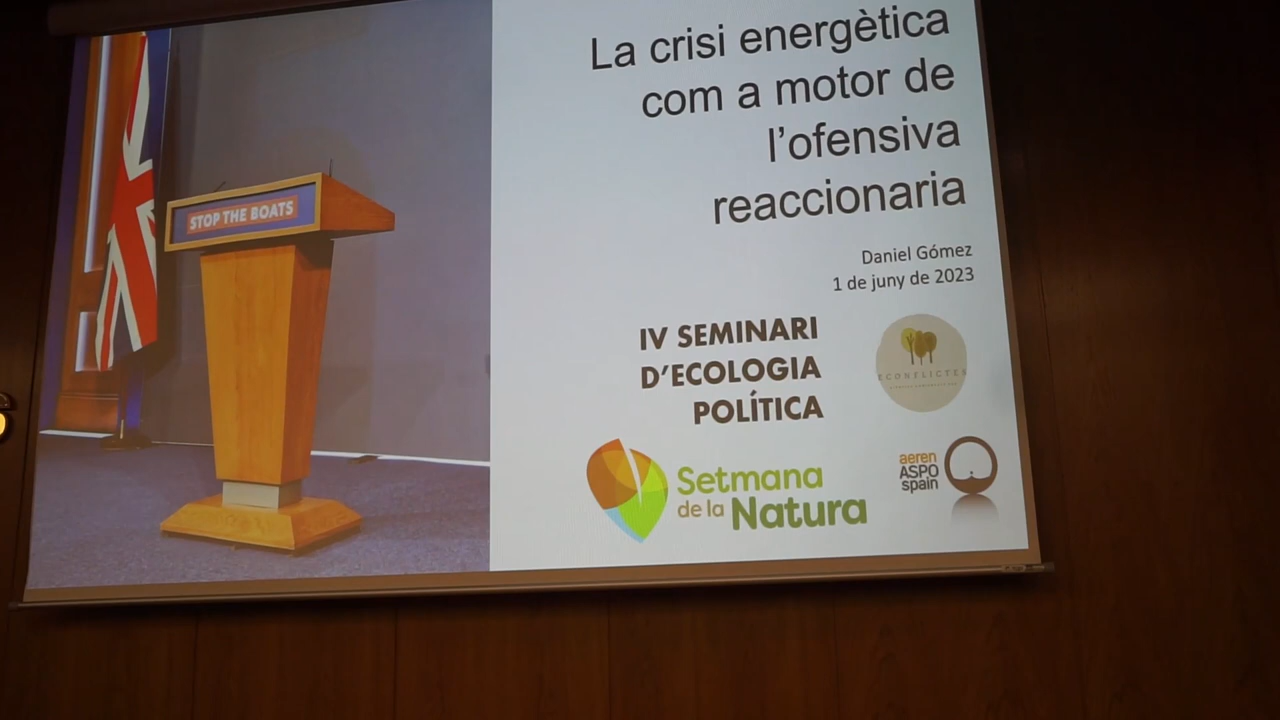 STOP THE BOATS
La crisi energètica
com a motor de
l'ofensiva
reaccionaria
Daniel Gómez
1 de juny de 2023
IV SEMINARI
D'ECOLOGIA
POLÍTICA
ECONFLICTES
Setmana
de la Natura
aeren
ASPO
spain